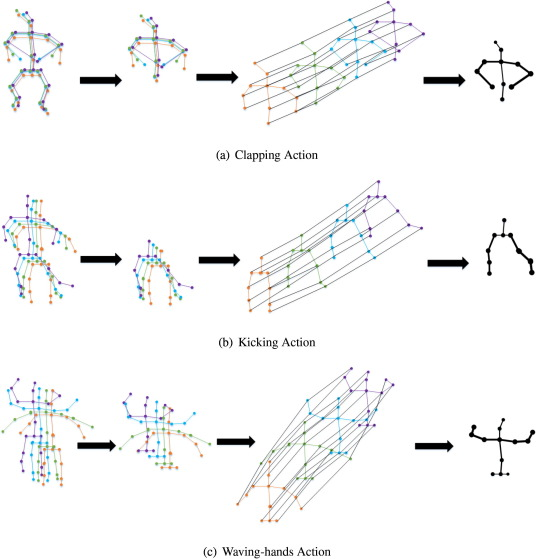 (a) Clapping Action
(b) Kicking Action
(c) Waving-hands Action